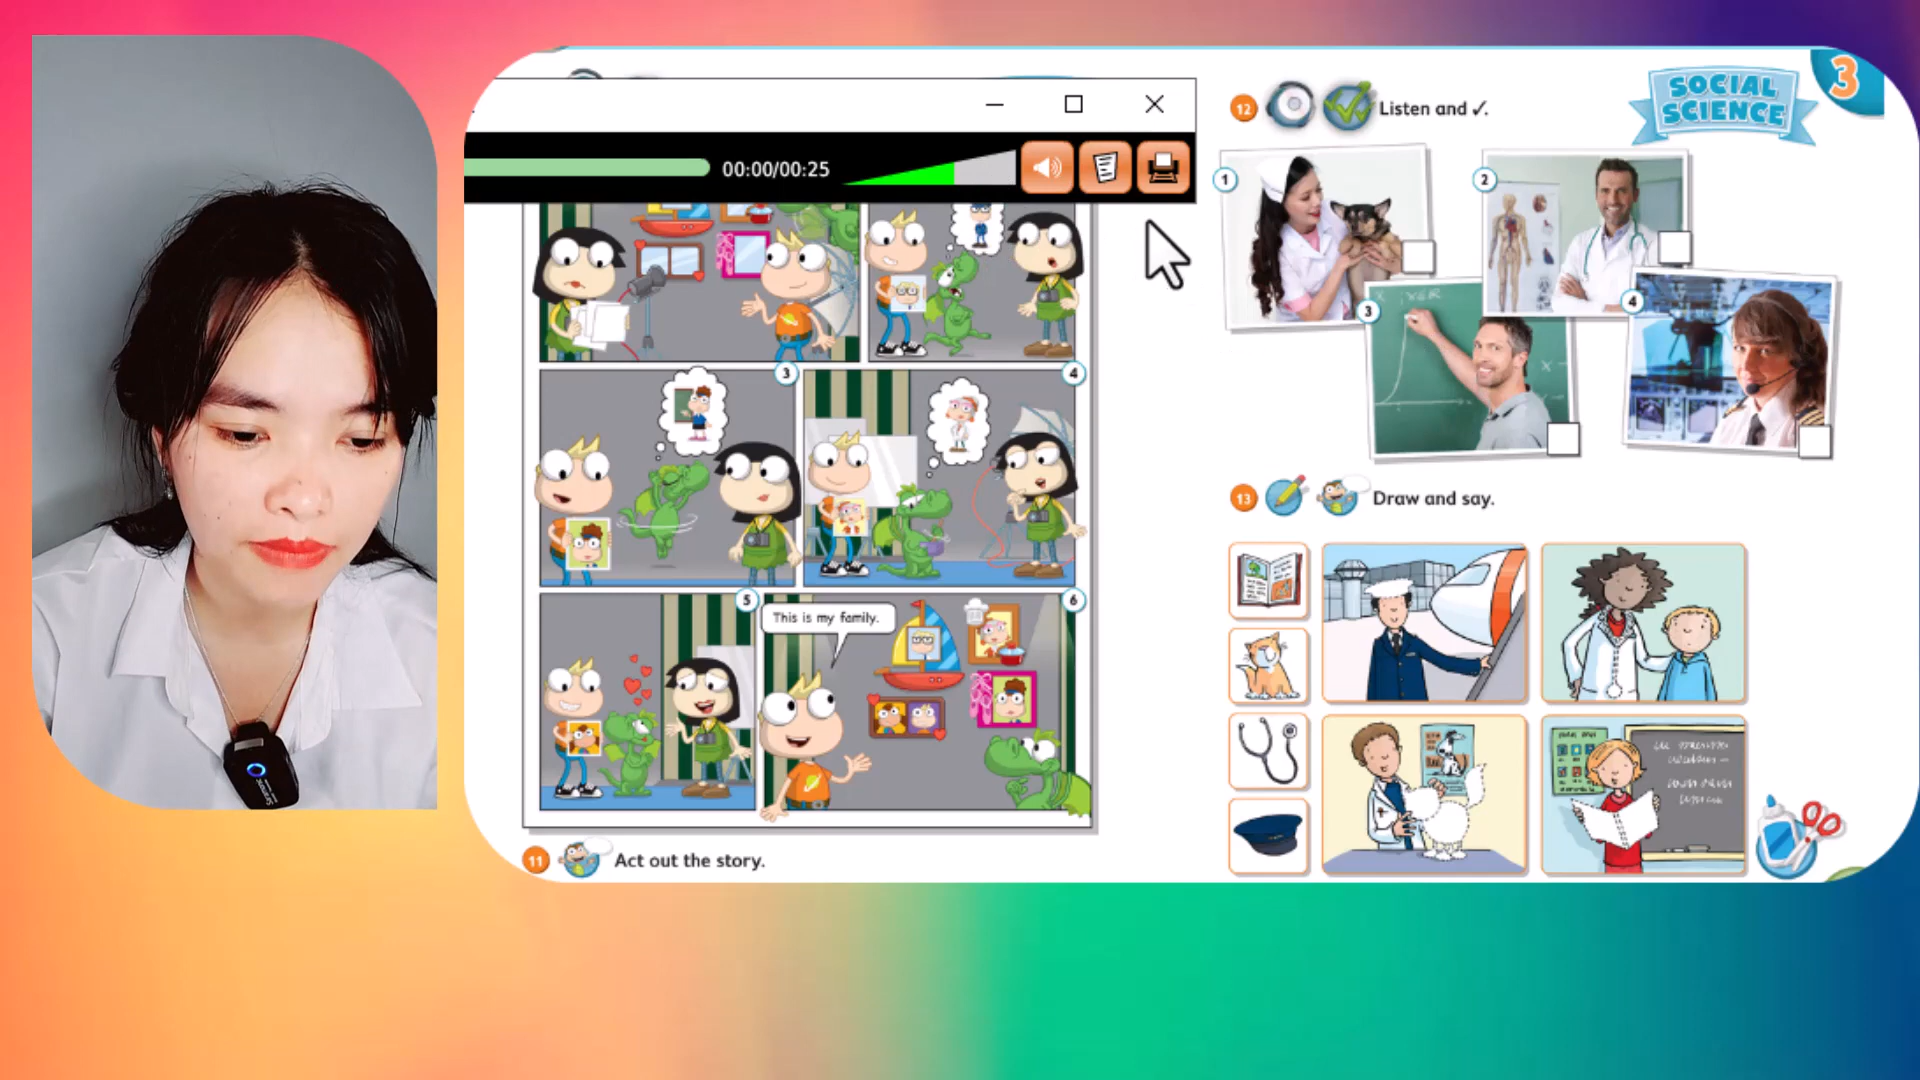 00:00/00:25
3
4
5
This is my family.
6
11 Act out the story.
12 Listen and ✓.
SOCIAL
SCIENCE
3
1
2
3
4
13 Draw and say.